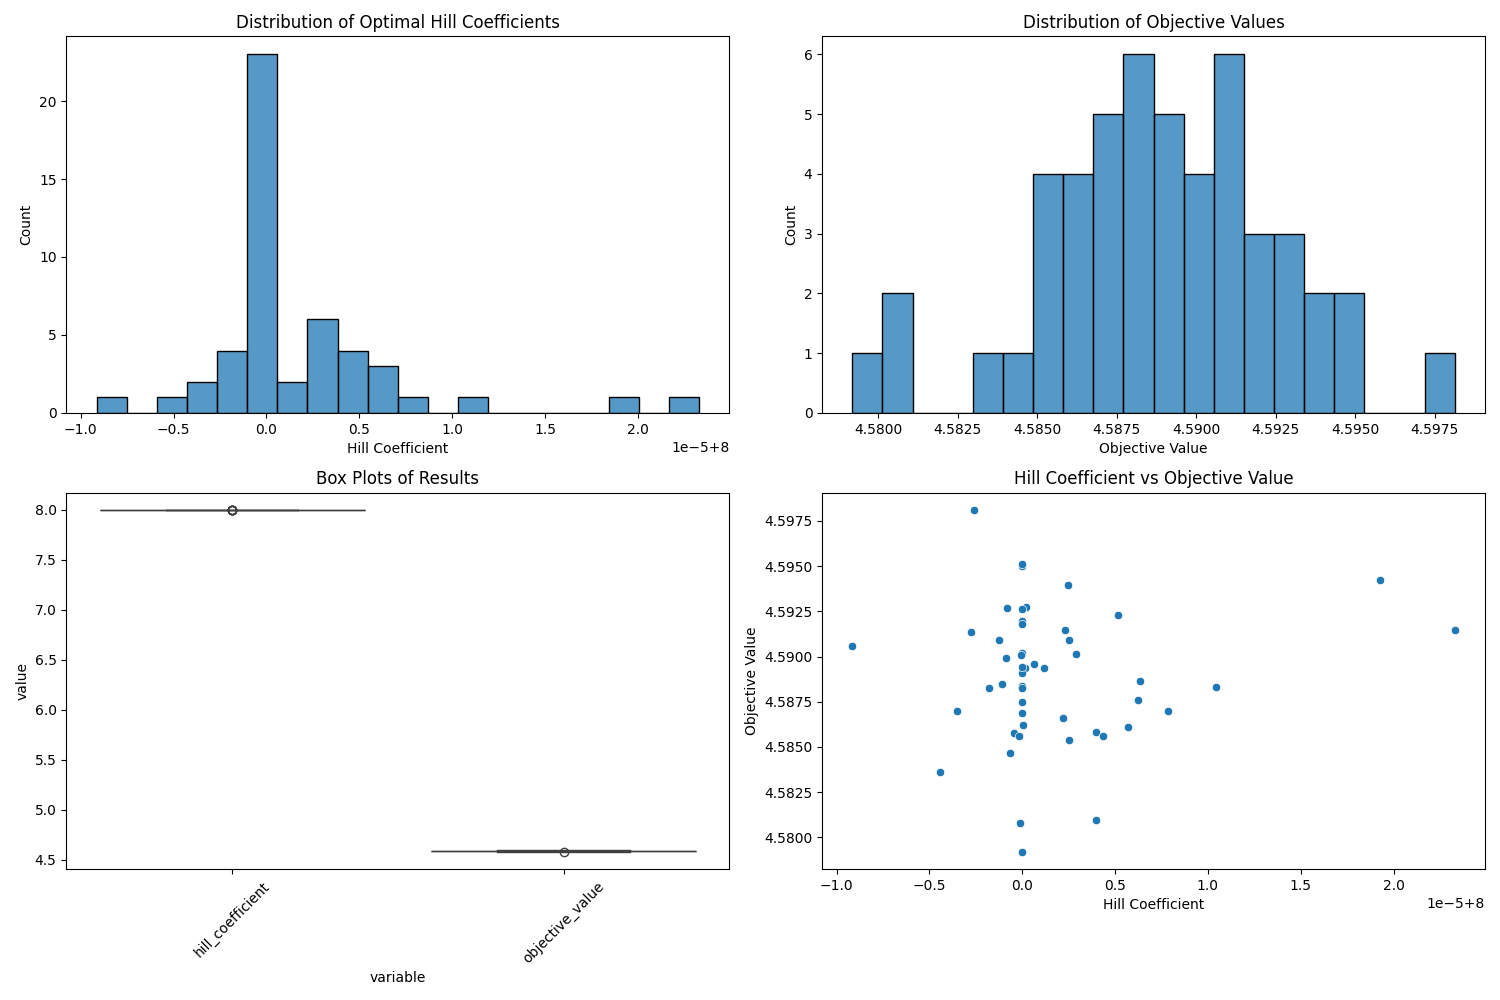 Distribution of Optimal Hill Coefficients
Count
20
15
10
5
0
−1.0 −0.5 0.0 0.5 1.0 1.5 2.0
Hill Coefficient
1e−5+8
Distribution of Objective Values
Count
6
5
4
3
2
1
0
4.5800 4.5825 4.5850 4.5875 4.5900 4.5925 4.5950 4.5975
Objective Value
Box Plots of Results
value
8.0
7.5
7.0
6.5
6.0
5.5
5.0
4.5
hill_coefficient
objective_value
variable
Hill Coefficient vs Objective Value
Objective Value
4.5975
4.5950
4.5925
4.5900
4.5875
4.5850
4.5825
4.5800
−1.0 −0.5 0.0 0.5 1.0 1.5 2.0
Hill Coefficient
1e−5+8